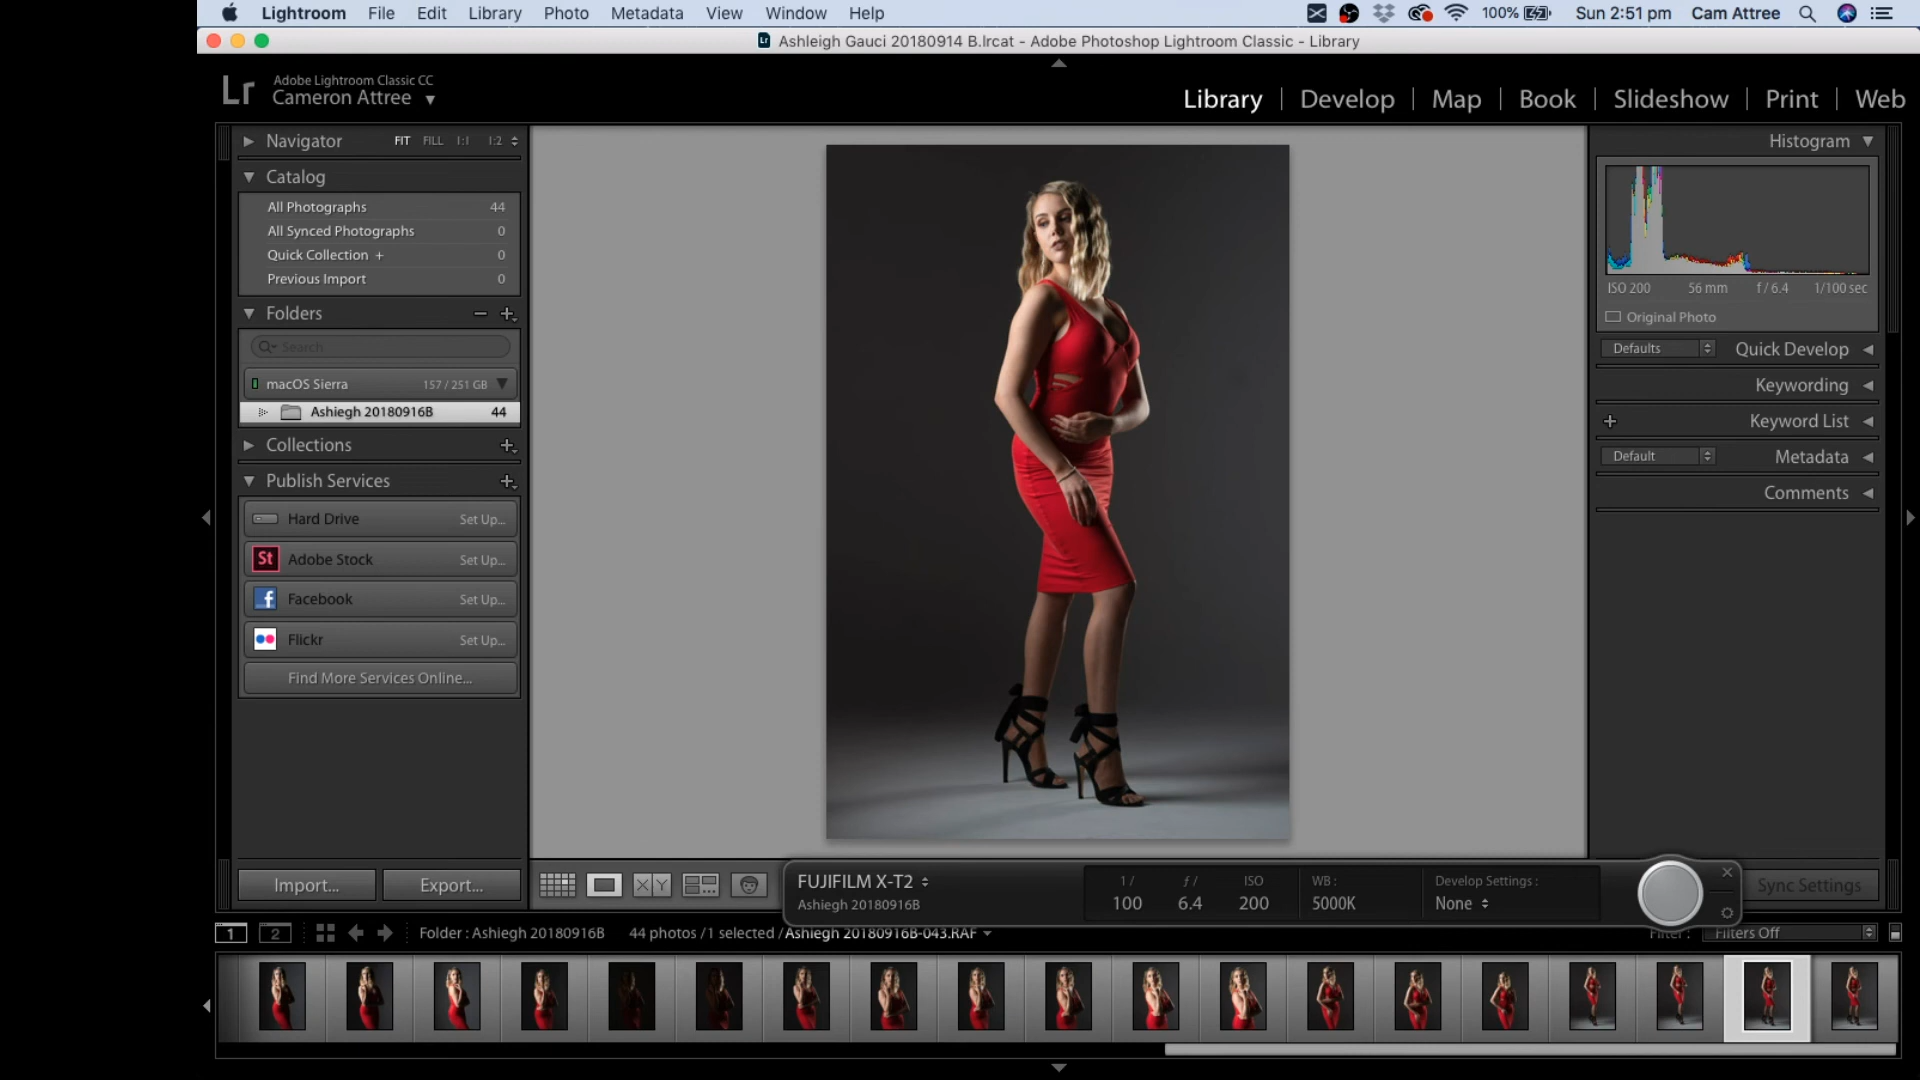 Lightroom File Edit Library Photo Metadata View Window Help 100% Sun 2:51 pm Cam Attree
Ashleigh Gauci 20180914 B.lrcat - Adobe Photoshop Lightroom Classic - Library
Lr Adobe Lightroom Classic CC
Cameron Attree
Library | Develop | Map | Book | Slideshow | Print | Web
Navigator FIT FILL 1:1 1:2
Catalog
All Photographs 44
All Synced Photographs 0
Quick Collection + 0
Previous Import 0
Folders
Search
macOS Sierra 157 / 251 GB
Ashiegh 20180916B 44
Collections
Publish Services
Hard Drive Set Up...
St Adobe Stock Set Up...
f Facebook Set Up...
Flickr Set Up...
Find More Services Online...
Import... Export...
Histogram
ISO 200 56 mm f / 6.4 1/100 sec
Original Photo
Defaults Quick Develop
Keywording
Keyword List
Default Metadata
Comments
X Y
FUJIFILM X-T2
Ashiegh 20180916B
1 / ƒ / ISO WB : Develop Settings :
100 6.4 200 5000K None
Sync Settings
1 2 Folder : Ashiegh 20180916B 44 photos /1 selected /Ashiegh 20180916B-043.RAF Filter : Filters Off